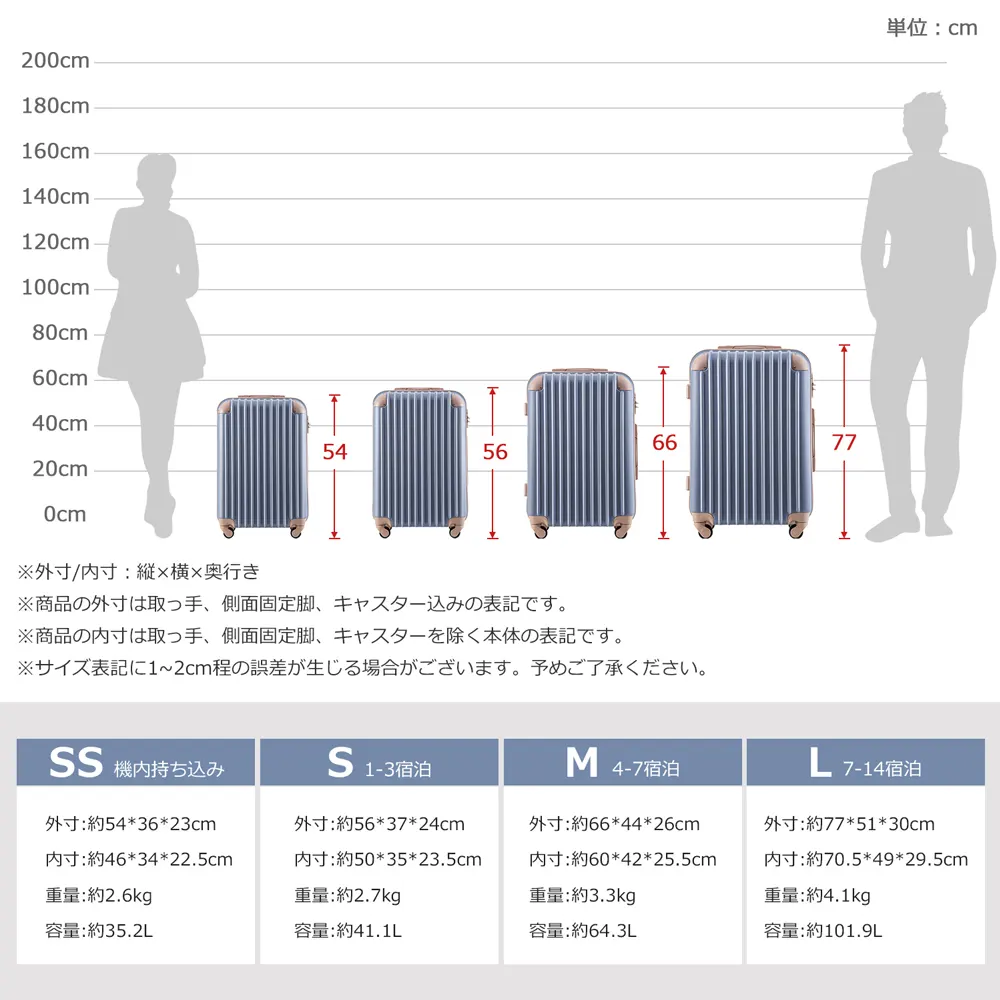 単位：cm
200cm
180cm
160cm
140cm
120cm
100cm
80cm
60cm
40cm
20cm
0cm
54
56
66
77
※外寸/内寸：縦×横×奥行き
※商品の外寸は取っ手、側面固定脚、キャスター込みの表記です。
※商品の内寸は取っ手、側面固定脚、キャスターを除く本体の表記です。
※サイズ表記に1~2cm程の誤差が生じる場合がございます。予めご了承ください。
SS 機内持ち込み
外寸:約54*36*23cm
内寸:約46*34*22.5cm
重量:約2.6kg
容量:約35.2L
S 1-3宿泊
外寸:約56*37*24cm
内寸:約50*35*23.5cm
重量:約2.7kg
容量:約41.1L
M 4-7宿泊
外寸:約66*44*26cm
内寸:約60*42*25.5cm
重量:約3.3kg
容量:約64.3L
L 7-14宿泊
外寸:約77*51*30cm
内寸:約70.5*49*29.5cm
重量:約4.1kg
容量:約101.9L